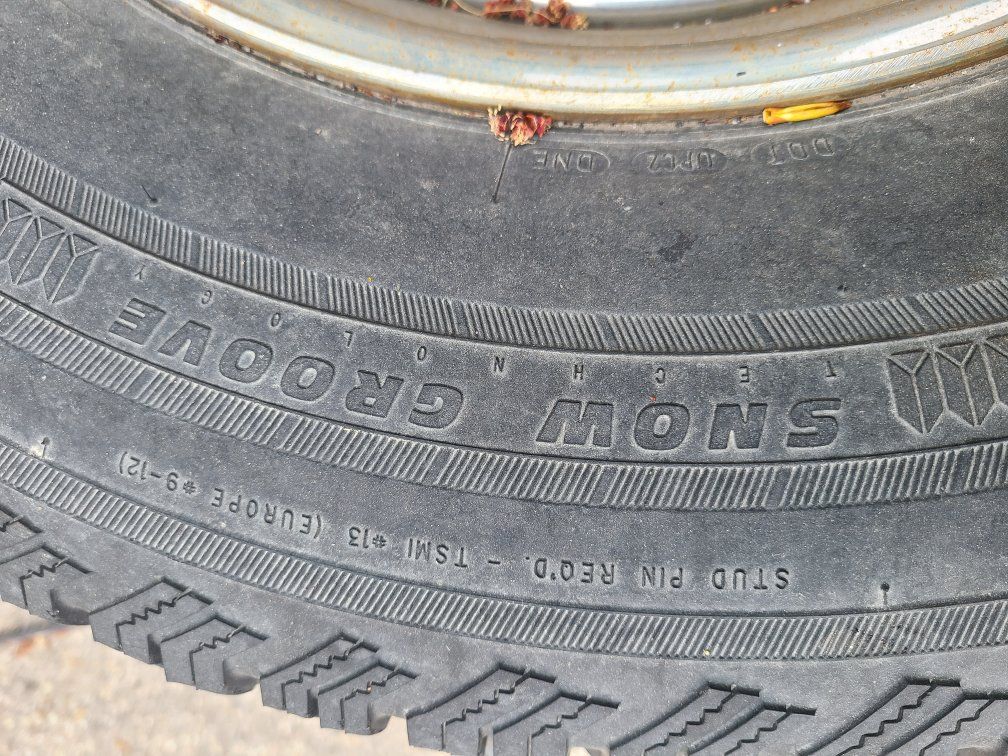 STUD PIN REQ'D. - TSMI #13 (EUROPE #9-12)
SNOW GROOVE
TECHNOLOGY
DOT UPC2 DNE